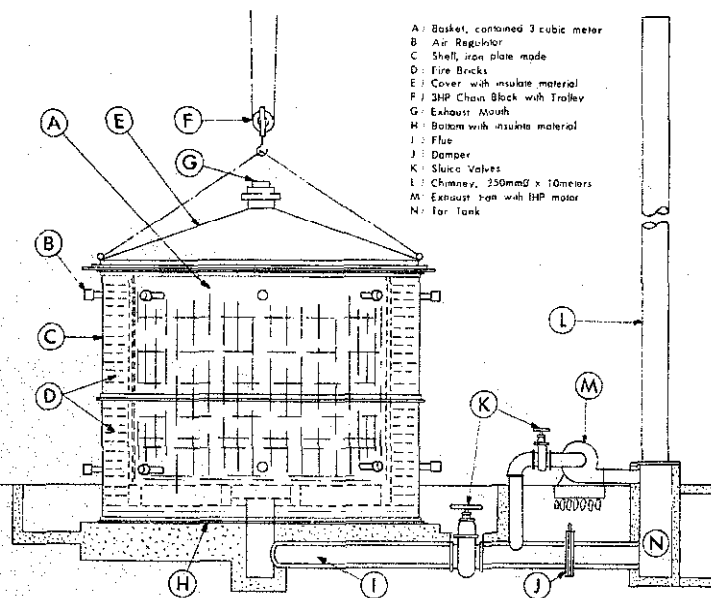 A: Basket, contained 3 cubic meter
B Air Regulator
C Shell, iron plate made
D: Fire Bricks
E: Cover with insulate material
F: 3HP Chain Block with Trolley
G: Exhaust Mouth
H: Bottom with insulate material
I: Flue
J: Damper
K: Sluice Valves
L: Chimney, 250mmØ x 10meters
M: Exhaust Fan with 1HP motor
N: Tar Tank
F
A
E
G
B
C
D
L
K
M
N
H
I
J